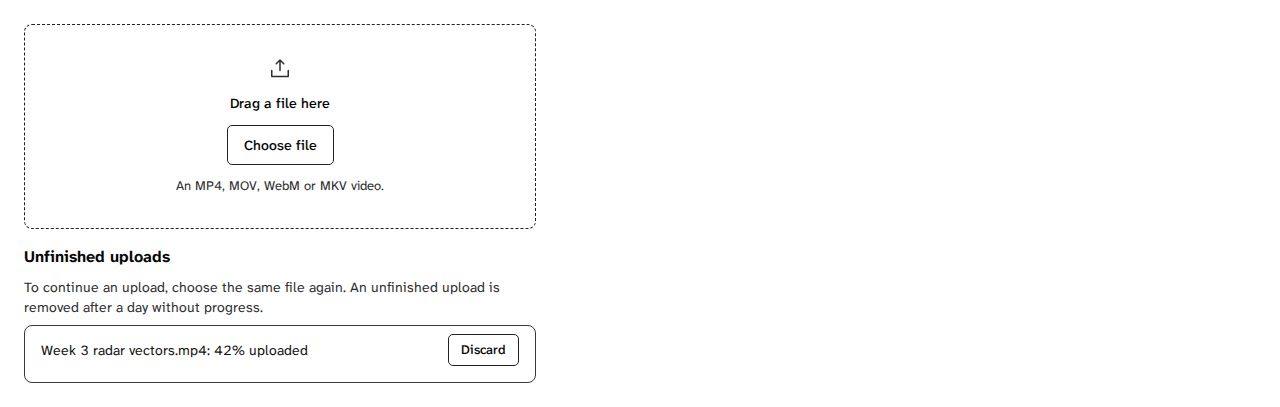 Drag a file here
Choose file
An MP4, MOV, WebM or MKV video.
Unfinished uploads
To continue an upload, choose the same file again. An unfinished upload is
removed after a day without progress.
Week 3 radar vectors.mp4: 42% uploaded
Discard